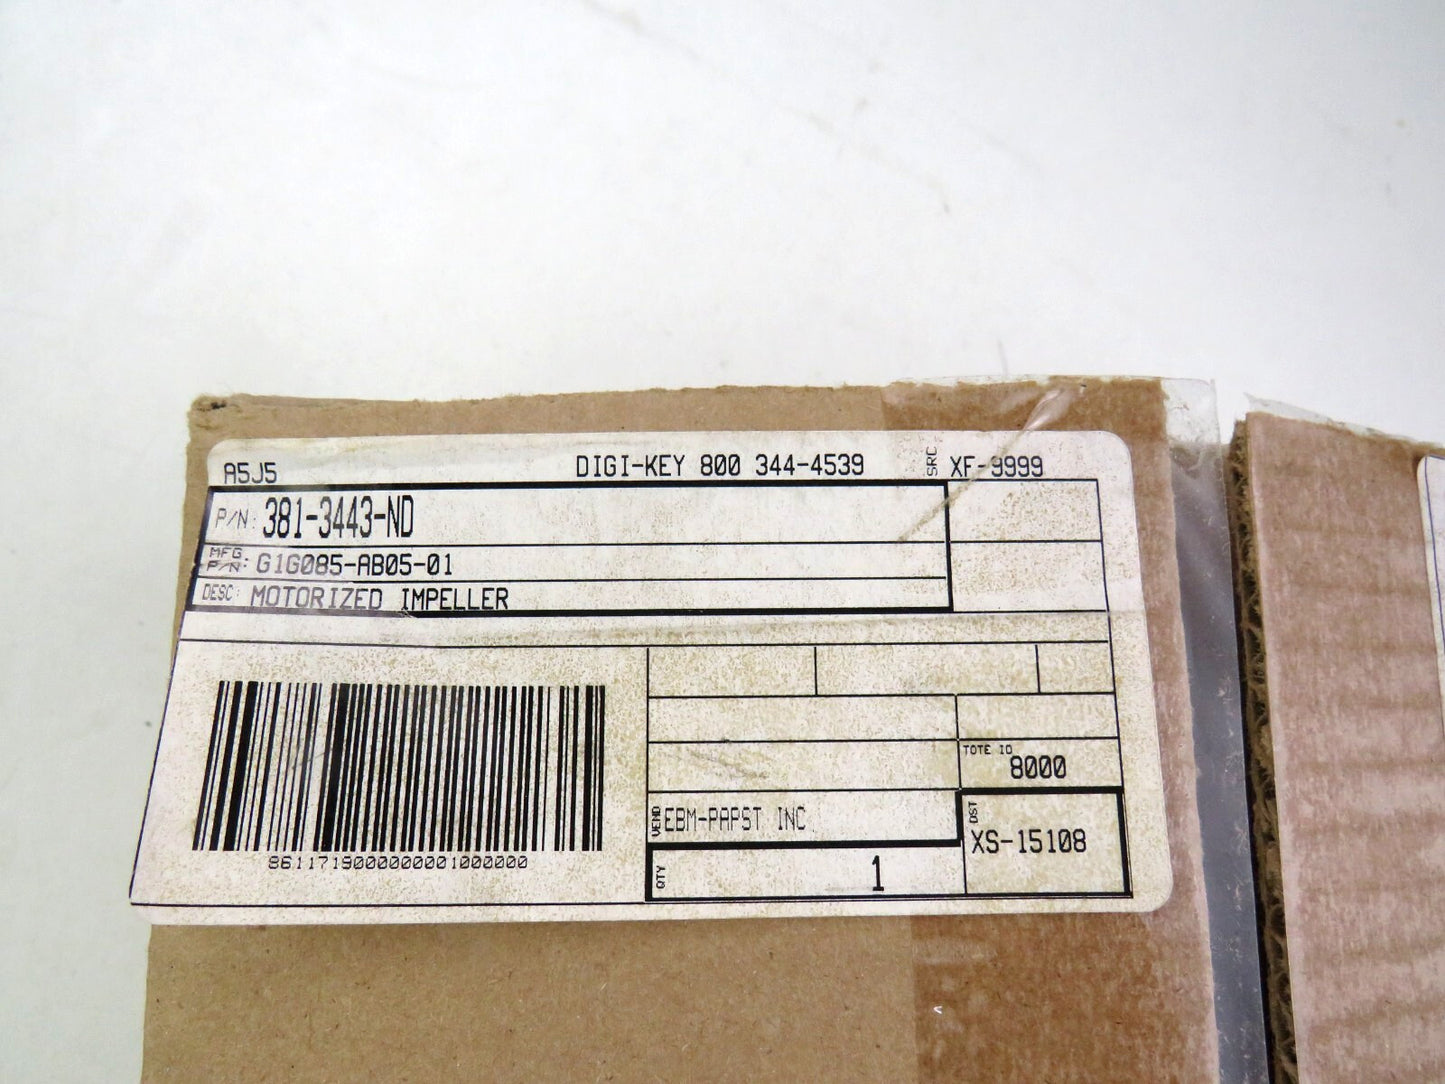 A5J5 DIGI-KEY 800 344-4539 SRC XF-9999
P/N: 381-3443-ND
MFG P/N: G1G085-AB05-01
DESC: MOTORIZED IMPELLER
TOTE ID
8000
VEND EBM-PAPST INC
DST
XS-15108
QTY 1
8611719000000001000000